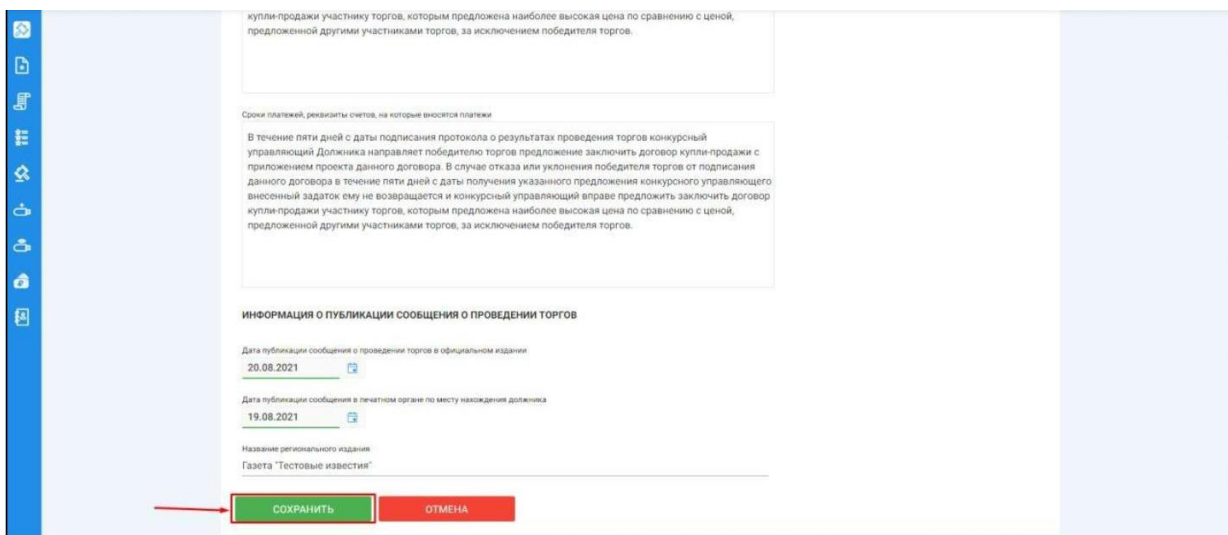 купли-продажи участнику торгов, которым предложена наиболее высокая цена по сравнению с ценой,
предложенной другими участниками торгов, за исключением победителя торгов.
Сроки платежей, реквизиты счетов, на которые вносятся платежи
В течение пяти дней с даты подписания протокола о результатах проведения торгов конкурсный
управляющий Должника направляет победителю торгов предложение заключить договор купли-продажи с
приложением проекта данного договора. В случае отказа или уклонения победителя торгов от подписания
данного договора в течение пяти дней с даты получения указанного предложения конкурсного управляющего
внесенный задаток ему не возвращается и конкурсный управляющий вправе предложить заключить договор
купли-продажи участнику торгов, которым предложена наиболее высокая цена по сравнению с ценой,
предложенной другими участниками торгов, за исключением победителя торгов.
ИНФОРМАЦИЯ О ПУБЛИКАЦИИ СООБЩЕНИЯ О ПРОВЕДЕНИИ ТОРГОВ
Дата публикации сообщения о проведении торгов в официальном издании
20.08.2021
Дата публикации сообщения в печатном органе по месту нахождения должника
19.08.2021
Название регионального издания
Газета "Тестовые известия"
СОХРАНИТЬ ОТМЕНА